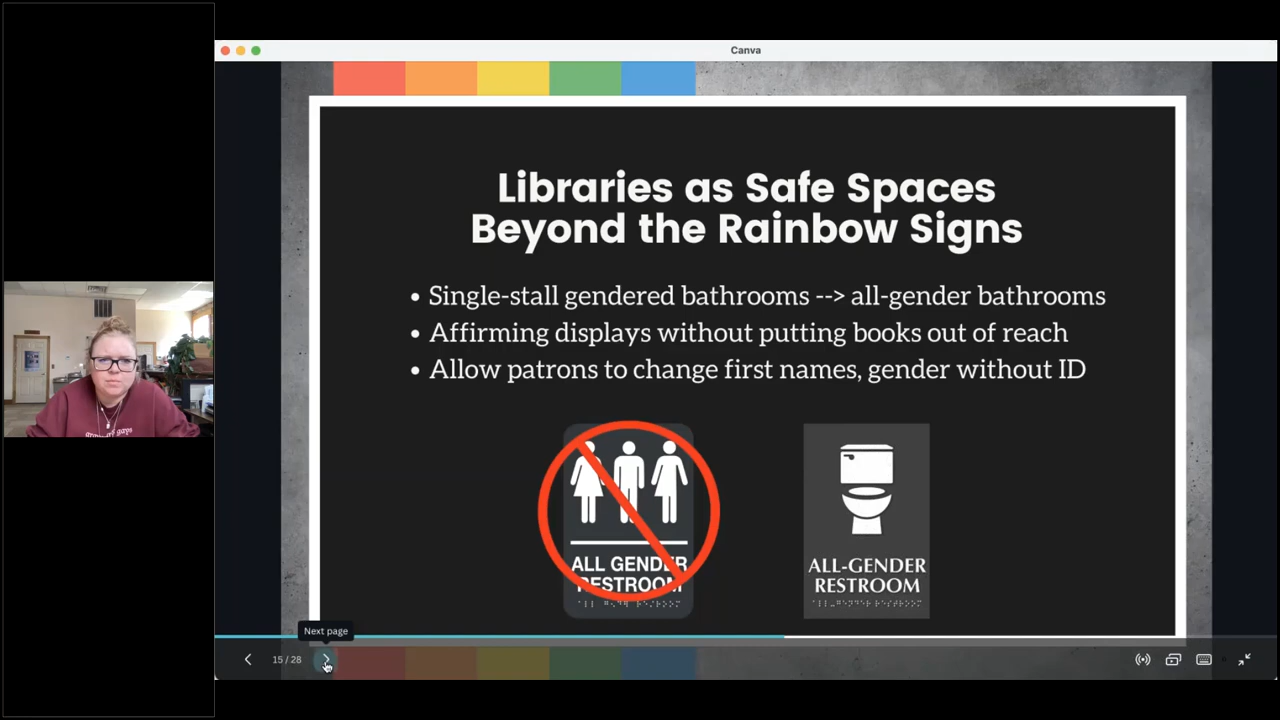 Canva
Libraries as Safe Spaces
Beyond the Rainbow Signs
• Single-stall gendered bathrooms --> all-gender bathrooms
• Affirming displays without putting books out of reach
• Allow patrons to change first names, gender without ID
ALL GENDER
RESTROOM
ALL-GENDER
RESTROOM
Next page
15 / 28